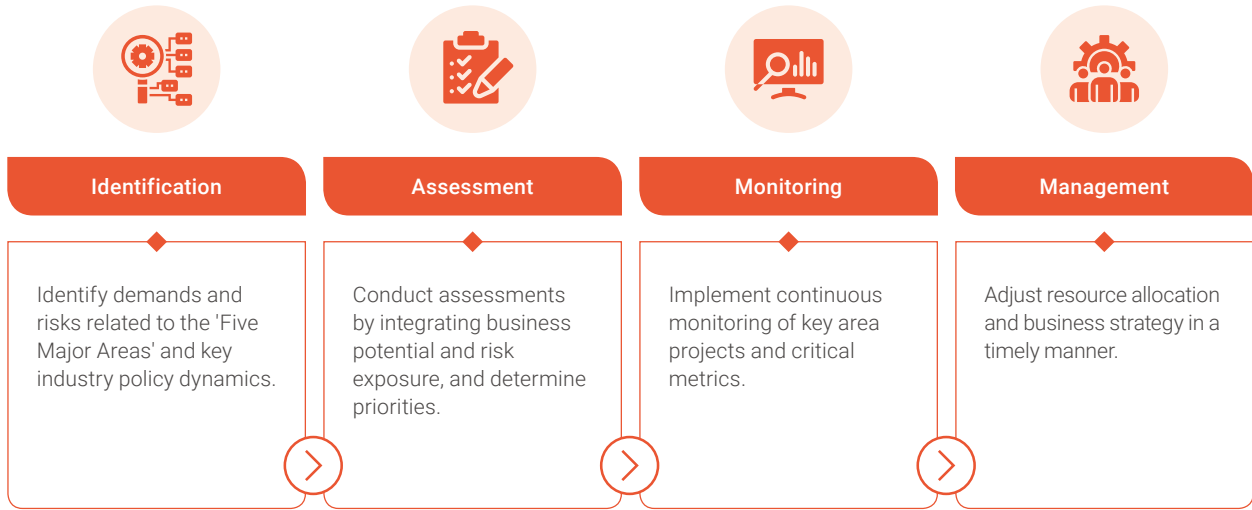 Identification
Identify demands and
risks related to the 'Five
Major Areas' and key
industry policy dynamics.
Assessment
Conduct assessments
by integrating business
potential and risk
exposure, and determine
priorities.
Monitoring
Implement continuous
monitoring of key area
projects and critical
metrics.
Management
Adjust resource allocation
and business strategy in a
timely manner.